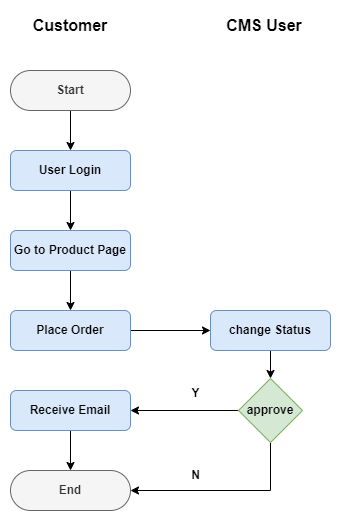 Customer
CMS User
Start
User Login
Go to Product Page
Place Order
change Status
Receive Email
Y
approve
N
End